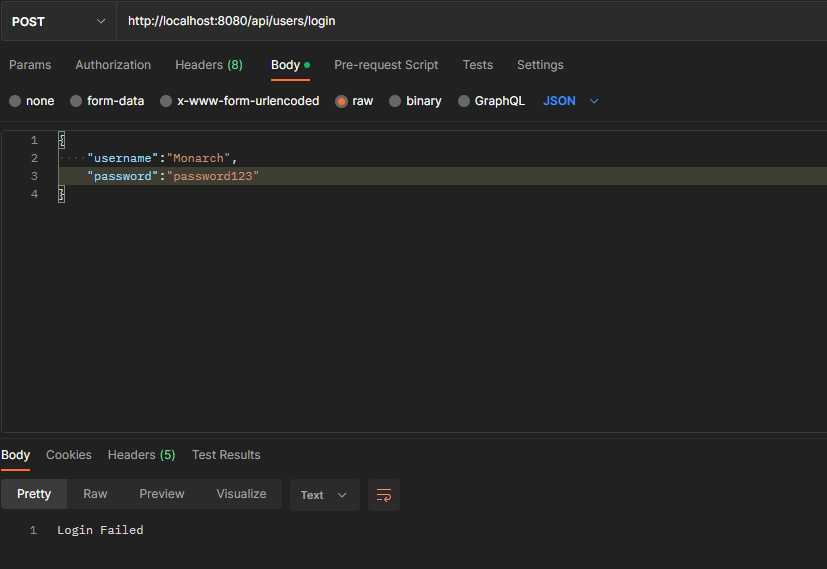 POST http://localhost:8080/api/users/login
Params Authorization Headers (8) Body Pre-request Script Tests Settings
none form-data x-www-form-urlencoded raw binary GraphQL JSON
1 {
2 "username":"Monarch",
3 "password":"password123"
4 }
Body Cookies Headers (5) Test Results
Pretty Raw Preview Visualize Text
1 Login Failed